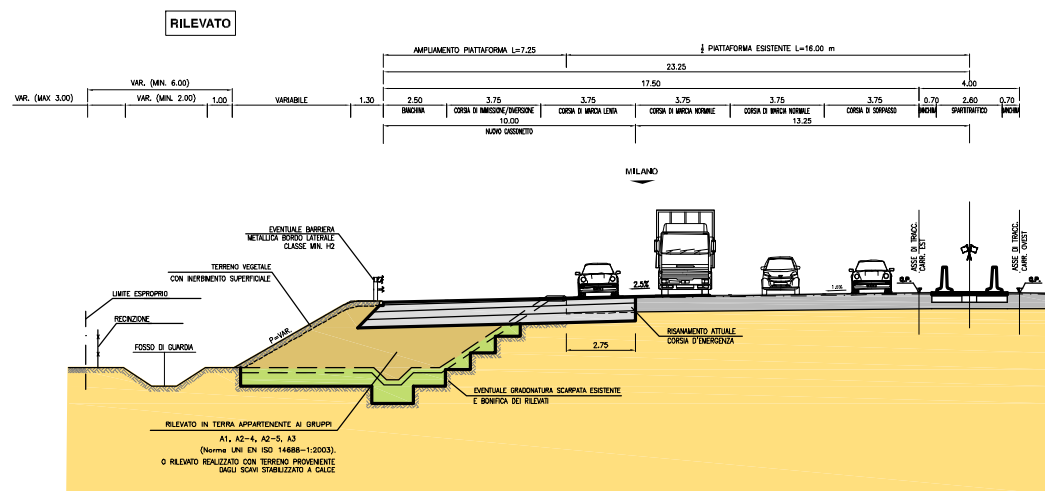 RILEVATO
AMPLIAMENTO PIATTAFORMA L=7.25
½ PIATTAFORMA ESISTENTE L=16.00 m
23.25
VAR. (MIN. 6.00)
17.50
4.00
VAR. (MAX 3.00)
VAR. (MIN. 2.00)
1.00
VARIABILE
1.30
2.50
3.75
3.75
3.75
3.75
3.75
0.70
2.60
0.70
BANCHINA
CORSIA DI IMMISSIONE/DIVERSIONE
CORSIA DI MARCIA LENTA
CORSIA DI MARCIA NORMALE
CORSIA DI MARCIA NORMALE
CORSIA DI SORPASSO
BANCHINA
SPARTITRAFFICO
BANCHINA
10.00
13.25
NUOVO CASSONETTO
MILANO
EVENTUALE BARRIERA
METALLICA BORDO LATERALE
CLASSE MIN. H2
ASSE DI TRACC.
CARR. EST
ASSE DI TRACC.
CARR. OVEST
TERRENO VEGETALE
CON INERBIMENTO SUPERFICIALE
2.5%
LIMITE ESPROPRIO
RECINZIONE
P=VAR.
RISANAMENTO ATTUALE
CORSIA D'EMERGENZA
FOSSO DI GUARDIA
2.75
EVENTUALE GRADONATURA SCARPATA ESISTENTE
E BONIFICA DEI RILEVATI
RILEVATO IN TERRA APPARTENENTE AI GRUPPI
A1, A2-4, A2-5, A3
(Norme UNI EN ISO 14688-1:2003).
O RILEVATO REALIZZATO CON TERRENO PROVENIENTE
DAGLI SCAVI STABILIZZATO A CALCE